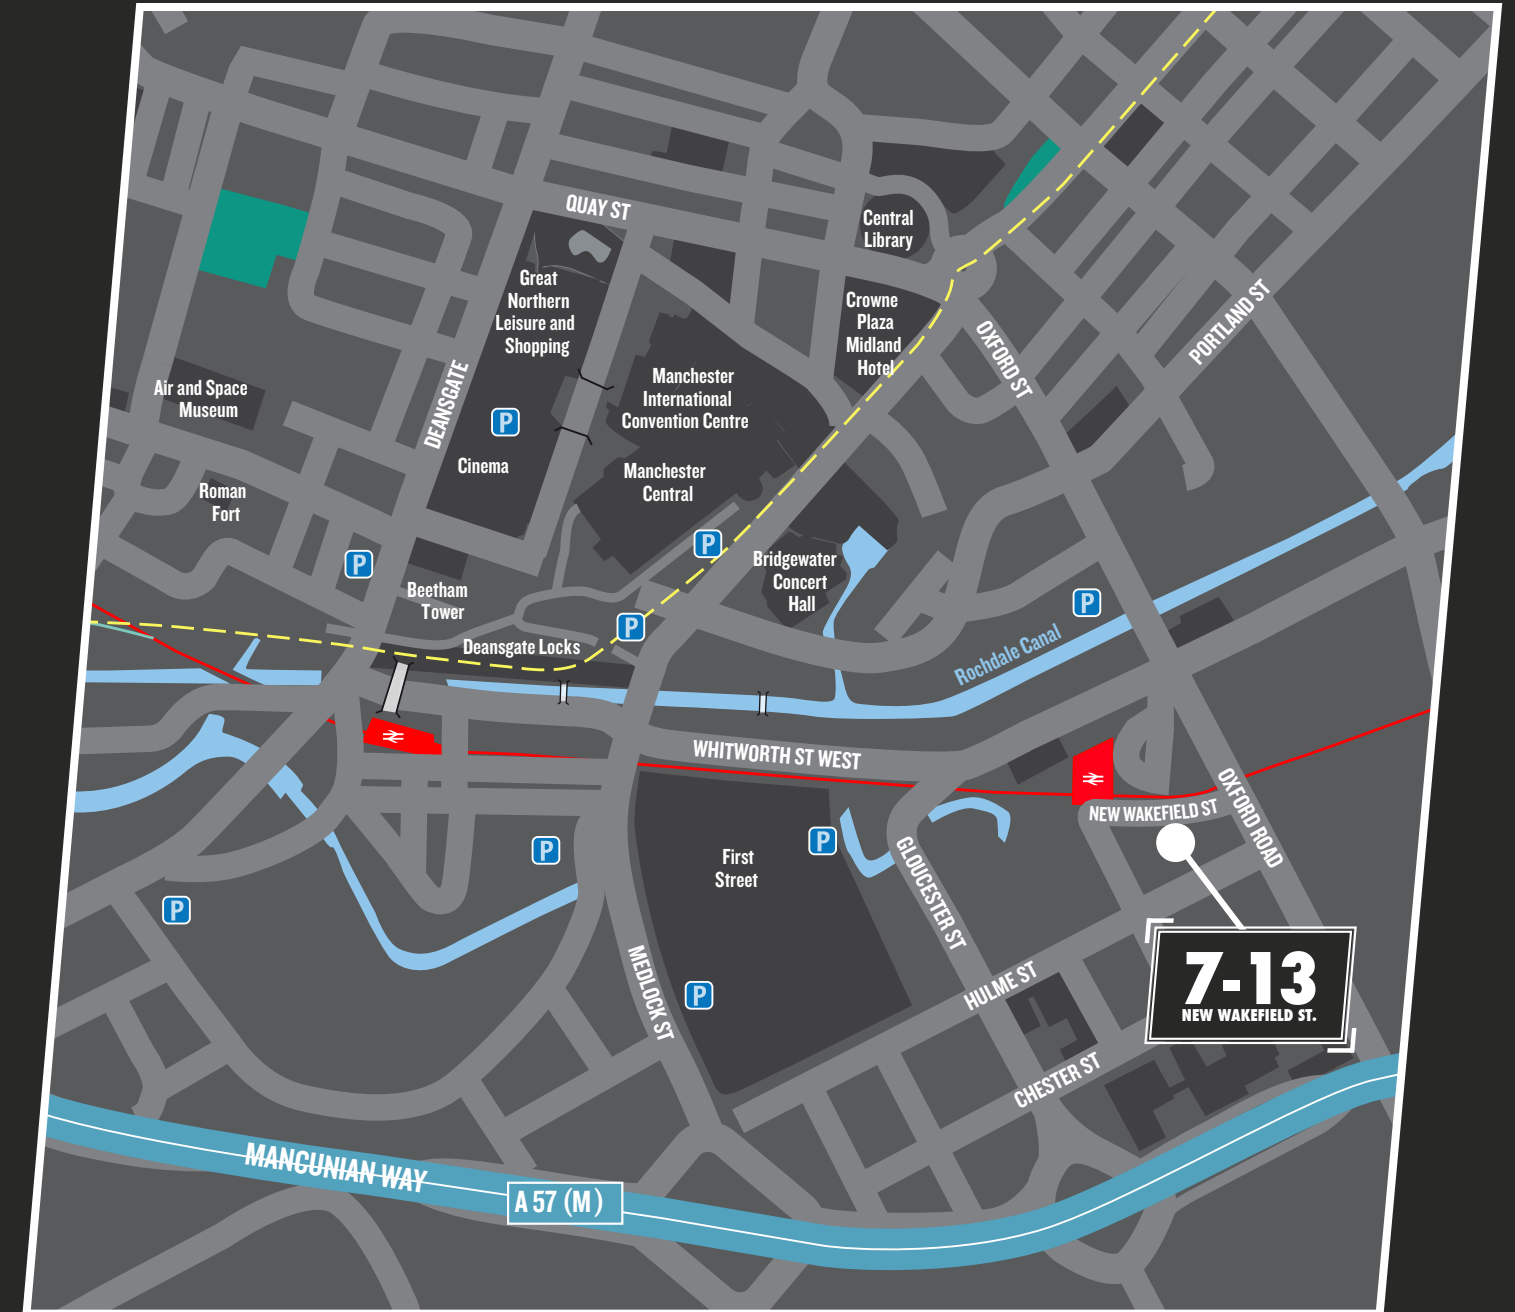 QUAY ST
Central
Library
Great
Northern
Leisure and
Shopping
Crowne
Plaza
Midland
Hotel
PORTLAND ST
OXFORD ST
DEANSGATE
Manchester
International
Convention Centre
Air and Space
Museum
P
Cinema
Manchester
Central
Roman
Fort
P
P
Bridgewater
Concert
Hall
Beetham
Tower
P
P
Deansgate Locks
Rochdale Canal
WHITWORTH ST WEST
OXFORD ROAD
NEW WAKEFIELD ST
P
P
First
Street
GLOUCESTER ST
P
MEDLOCK ST
P
HULME ST
7-13
NEW WAKEFIELD ST.
CHESTER ST
MANCUNIAN WAY
A 57 (M)